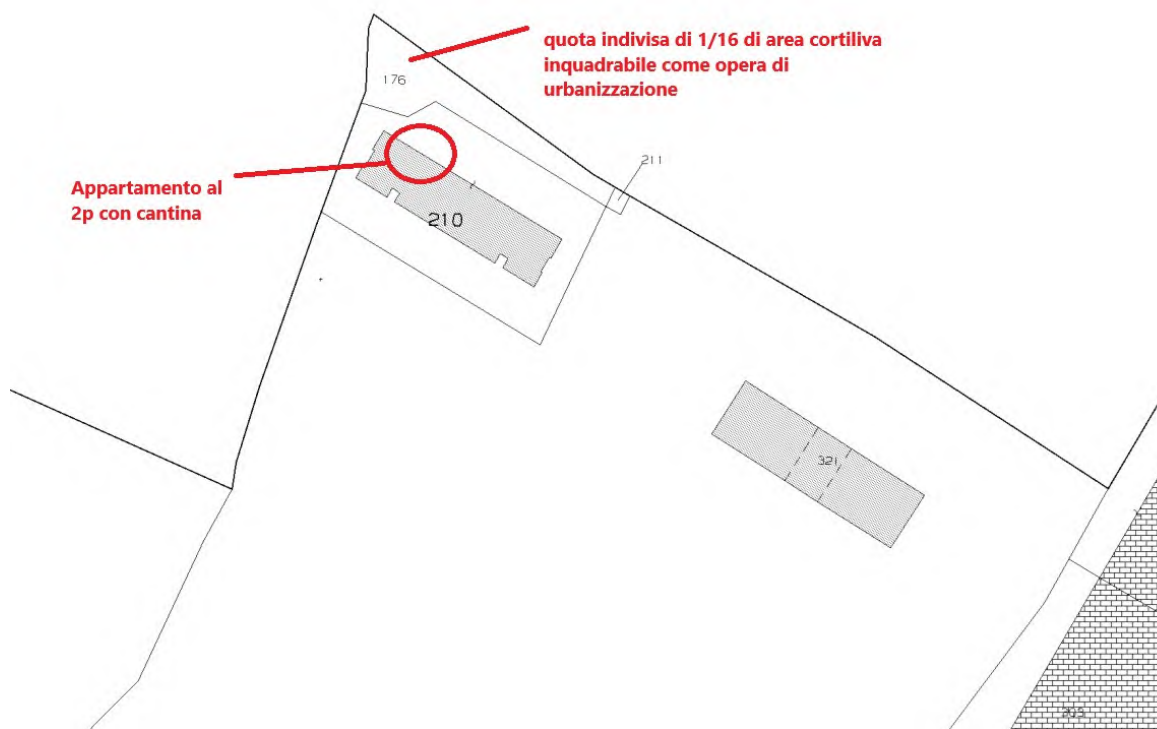 quota indivisa di 1/16 di area cortiliva
inquadrabile come opera di
urbanizzazione
176
211
Appartamento al
2p con cantina
210
321